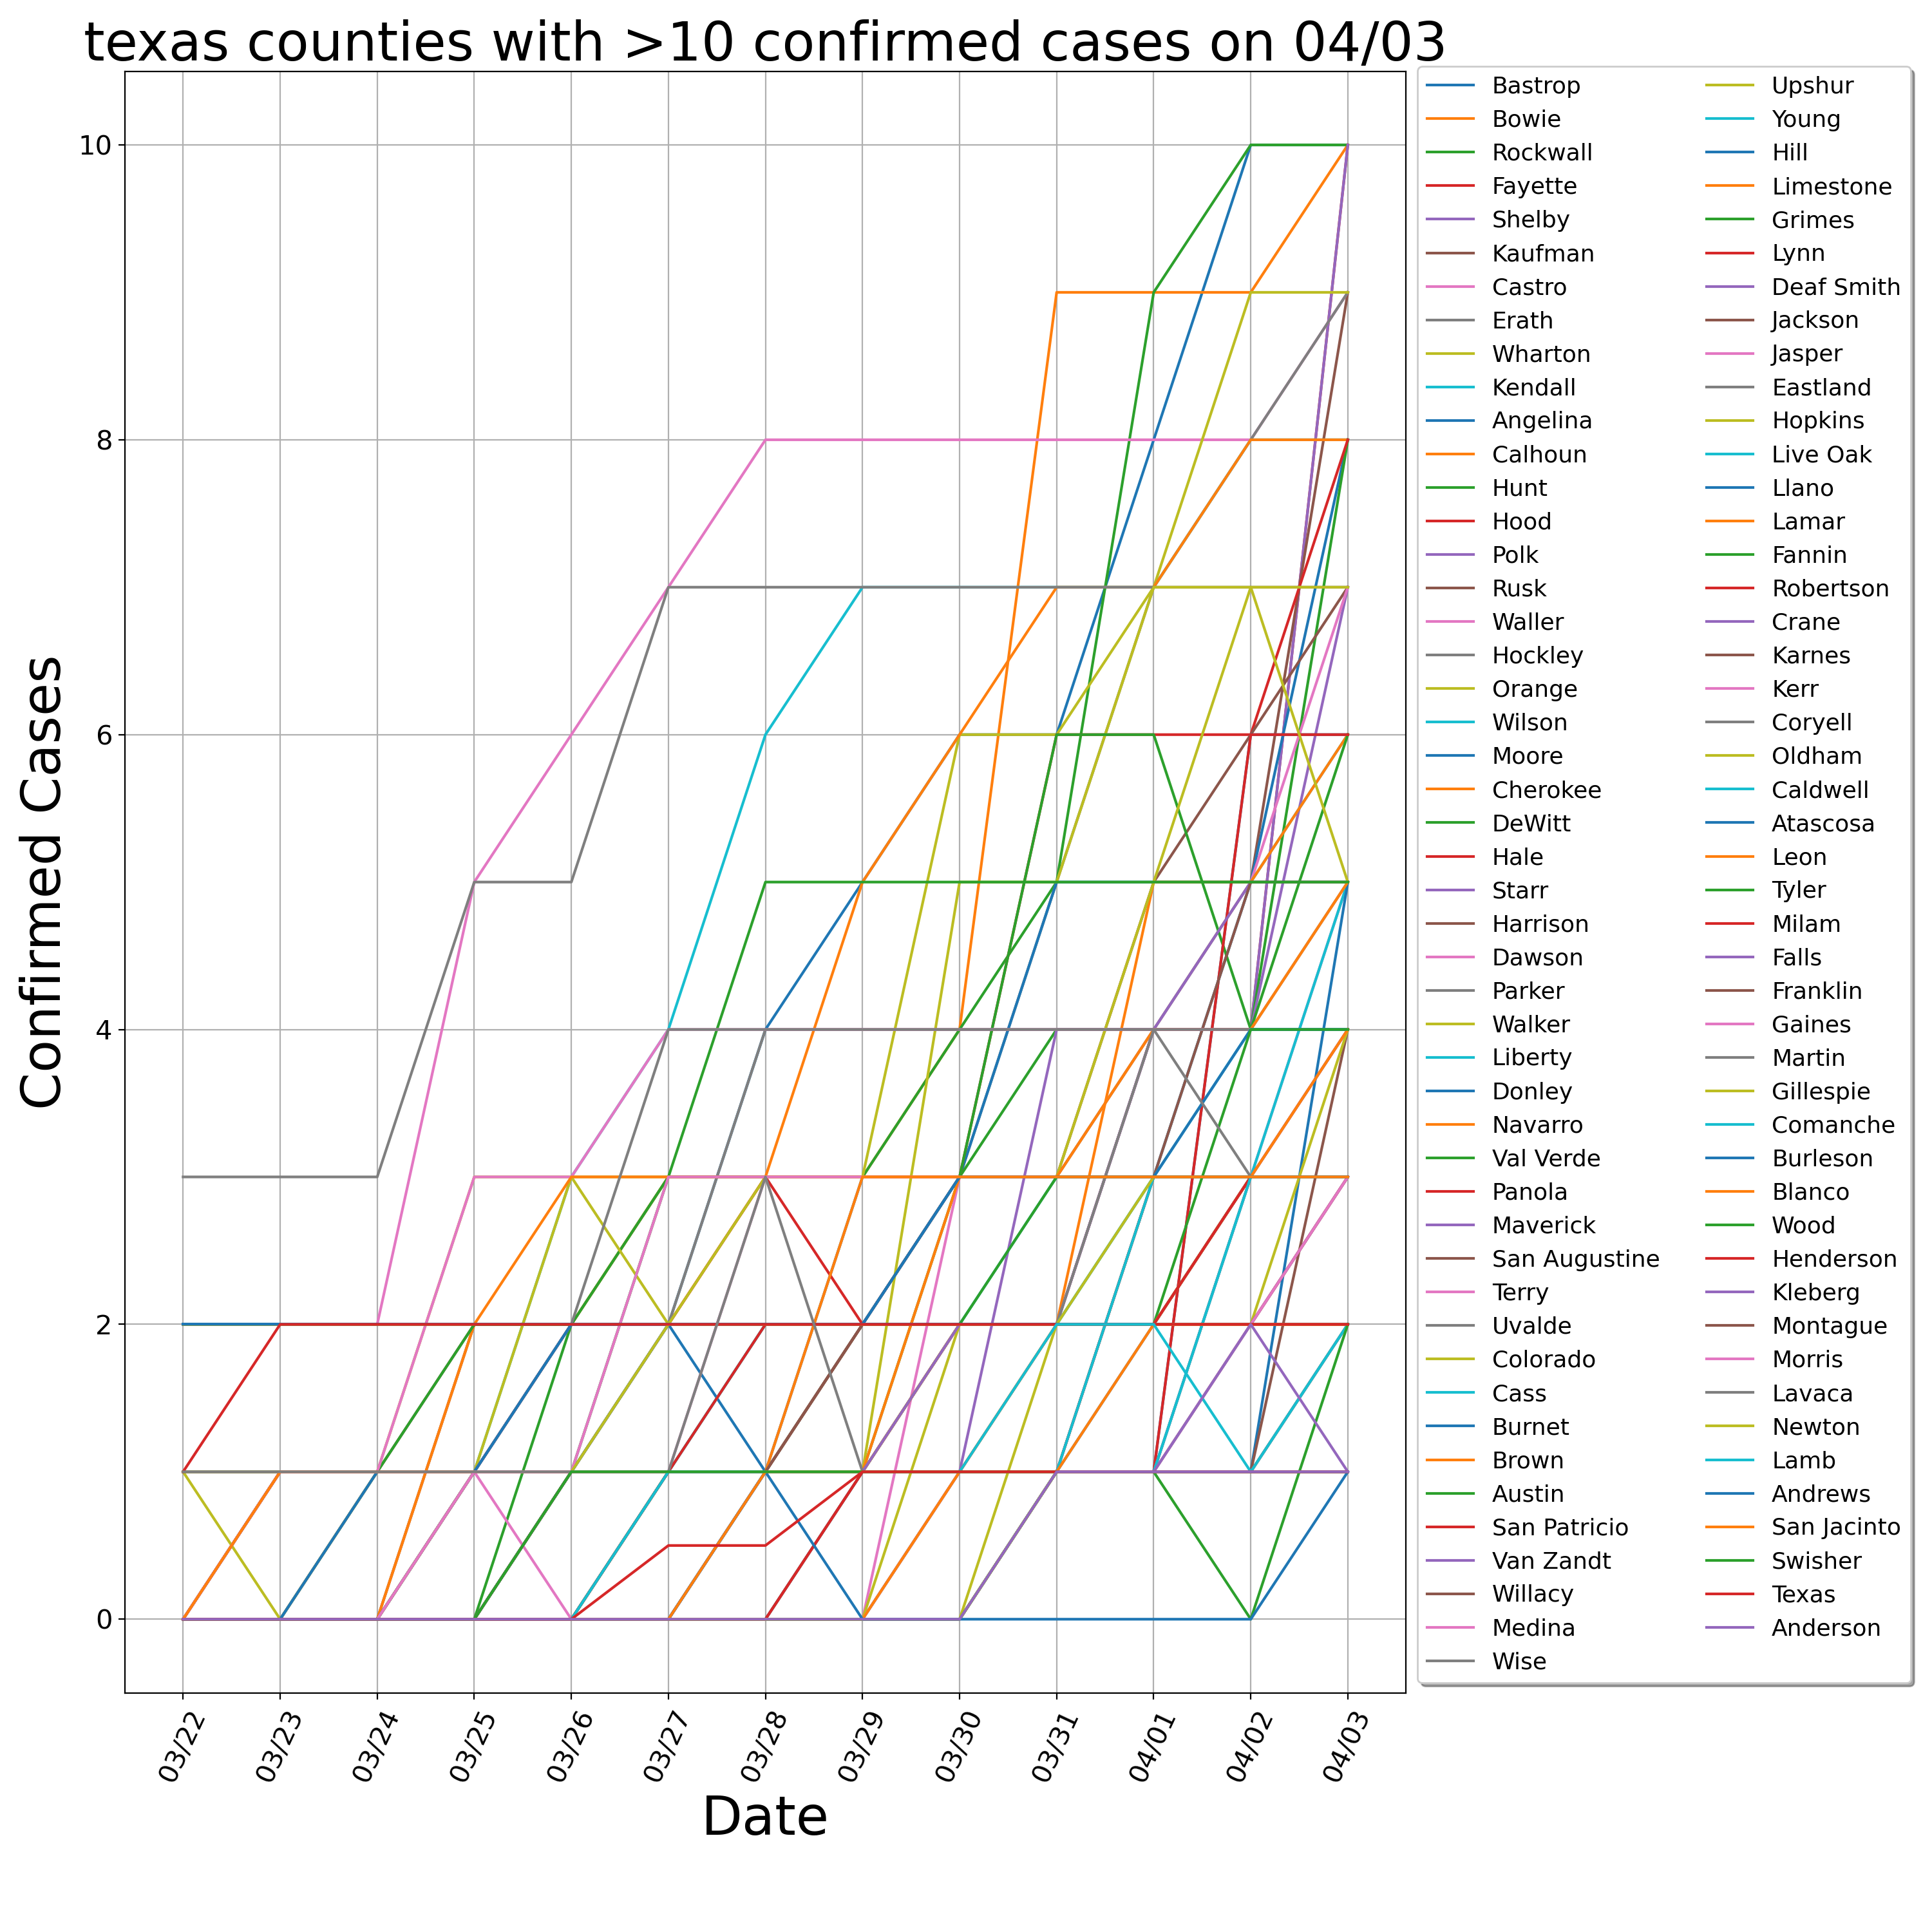 texas counties with >10 confirmed cases on 04/03
10
8
6
4
2
0
Confirmed Cases
03/22
03/23
03/24
03/25
03/26
03/27
03/28
03/29
03/30
03/31
04/01
04/02
04/03
Date
Bastrop
Bowie
Rockwall
Fayette
Shelby
Kaufman
Castro
Erath
Wharton
Kendall
Angelina
Calhoun
Hunt
Hood
Polk
Rusk
Waller
Hockley
Orange
Wilson
Moore
Cherokee
DeWitt
Hale
Starr
Harrison
Dawson
Parker
Walker
Liberty
Donley
Navarro
Val Verde
Panola
Maverick
San Augustine
Terry
Uvalde
Colorado
Cass
Burnet
Brown
Austin
San Patricio
Van Zandt
Willacy
Medina
Wise
Upshur
Young
Hill
Limestone
Grimes
Lynn
Deaf Smith
Jackson
Jasper
Eastland
Hopkins
Live Oak
Llano
Lamar
Fannin
Robertson
Crane
Karnes
Kerr
Coryell
Oldham
Caldwell
Atascosa
Leon
Tyler
Milam
Falls
Franklin
Gaines
Martin
Gillespie
Comanche
Burleson
Blanco
Wood
Henderson
Kleberg
Montague
Morris
Lavaca
Newton
Lamb
Andrews
San Jacinto
Swisher
Texas
Anderson